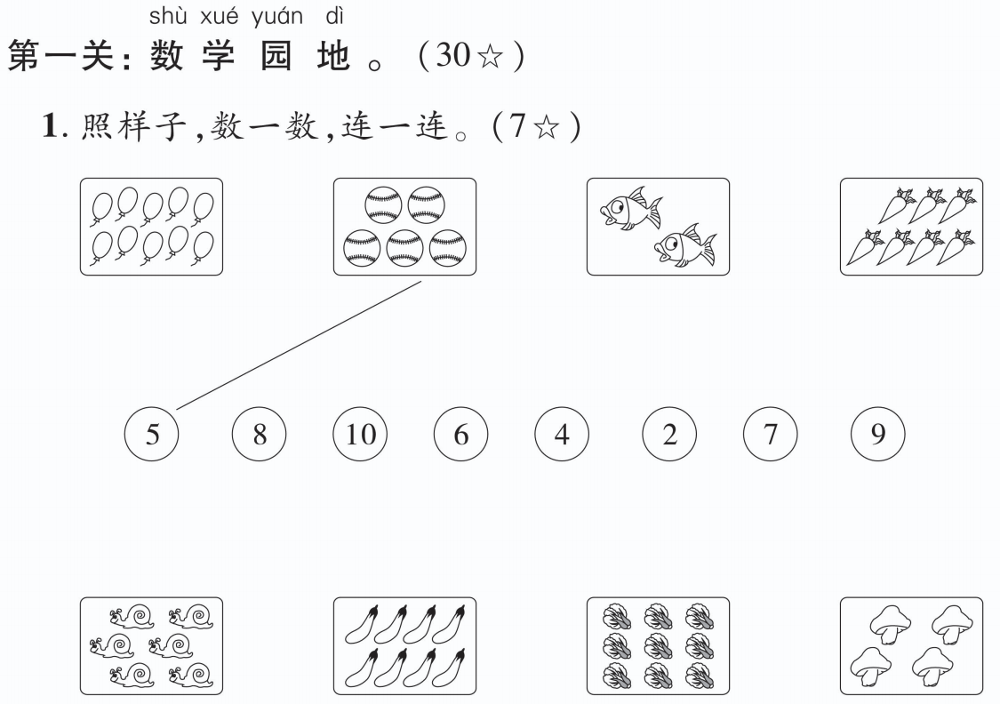 shù xué yuán dì
第一关:数学园地。(30☆)
1. 照样子,数一数,连一连。(7☆)
5 8 10 6 4 2 7 9